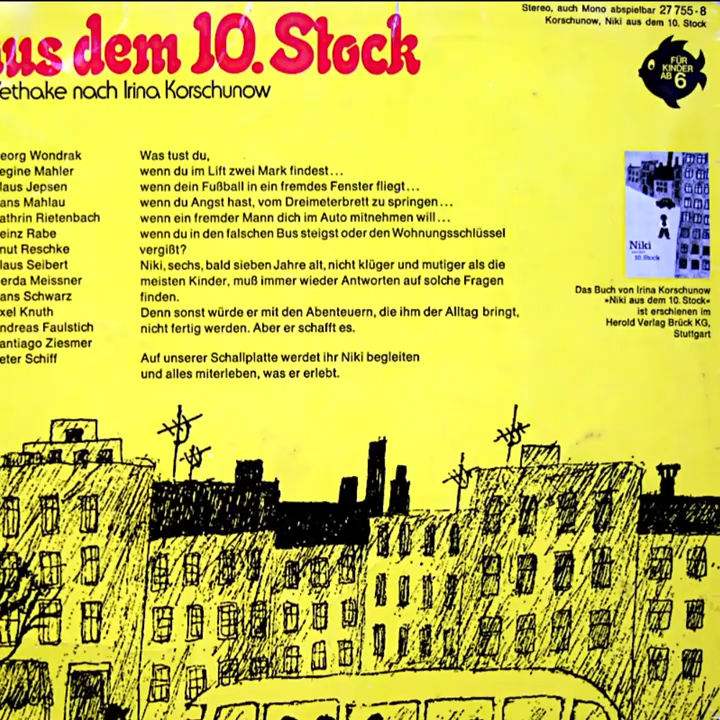 Stereo, auch Mono abspielbar 27 755-8
Korschunow, Niki aus dem 10. Stock
aus dem 10. Stock
ethake nach Irina Korschunow
FÜR
KINDER
AB 6
eorg Wondrak
egine Mahler
laus Jepsen
ans Mahlau
athrin Rietenbach
einz Rabe
nut Reschke
laus Seibert
erda Meissner
ans Schwarz
xel Knuth
ndreas Faulstich
antiago Ziesmer
eter Schiff
Was tust du,
wenn du im Lift zwei Mark findest...
wenn dein Fußball in ein fremdes Fenster fliegt...
wenn du Angst hast, vom Dreimeterbrett zu springen...
wenn ein fremder Mann dich im Auto mitnehmen will...
wenn du in den falschen Bus steigst oder den Wohnungsschlüssel
vergißt?
Niki, sechs, bald sieben Jahre alt, nicht klüger und mutiger als die
meisten Kinder, muß immer wieder Antworten auf solche Fragen
finden.
Denn sonst würde er mit den Abenteuern, die ihm der Alltag bringt,
nicht fertig werden. Aber er schafft es.
Auf unserer Schallplatte werdet ihr Niki begleiten
und alles miterleben, was er erlebt.
Niki
aus dem
10. Stock
Das Buch von Irina Korschunow
»Niki aus dem 10. Stock«
ist erschienen im
Herold Verlag Brück KG,
Stuttgart